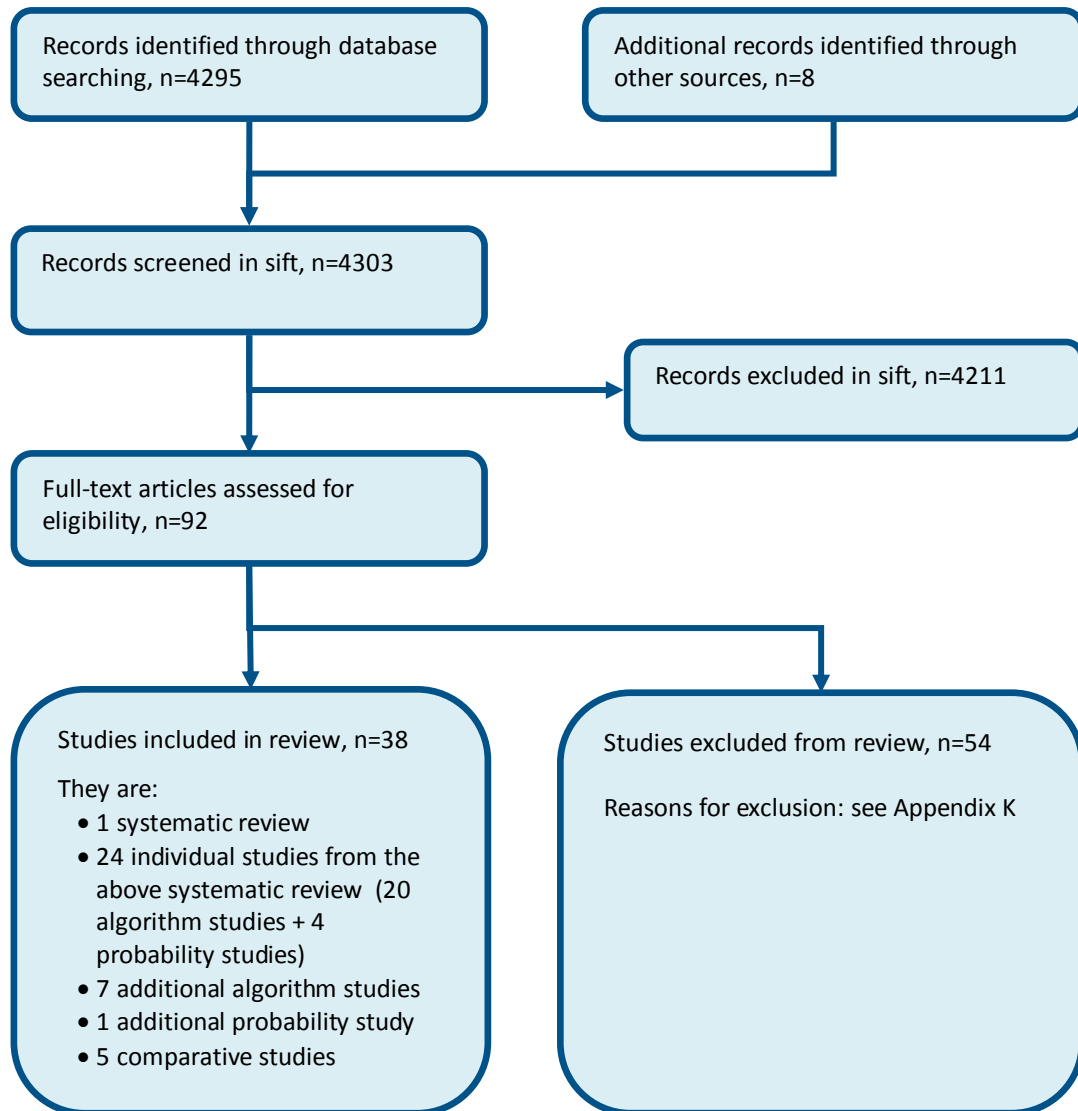 Records identified through database
searching, n=4295
Additional records identified through
other sources, n=8
Records screened in sift, n=4303
Records excluded in sift, n=4211
Full-text articles assessed for
eligibility, n=92
Studies included in review, n=38
They are:
• 1 systematic review
• 24 individual studies from the
above systematic review (20
algorithm studies + 4
probability studies)
• 7 additional algorithm studies
• 1 additional probability study
• 5 comparative studies
Studies excluded from review, n=54
Reasons for exclusion: see Appendix K